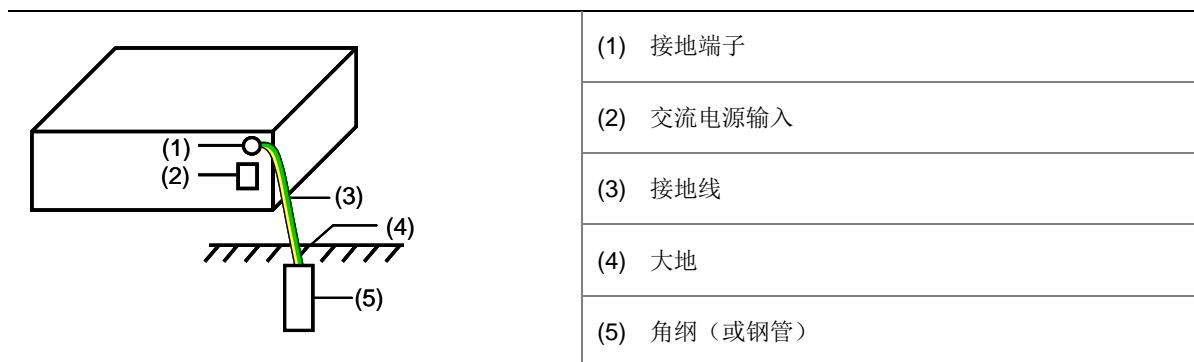 (1)
(2)
(3)
(4)
(5)
(1) 接地端子
(2) 交流电源输入
(3) 接地线
(4) 大地
(5) 角纲（或钢管）